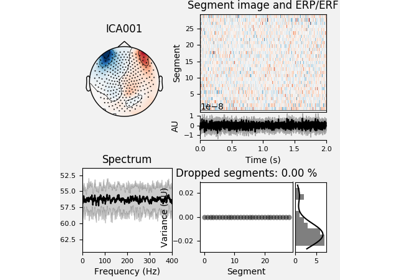 ICA001
Segment image and ERP/ERF
Segment
25
20
15
10
5
1e−8
AU
1
0
−1
0.0 0.5 1.0 1.5 2.0
Time (s)
Spectrum
52.5
55.0
57.5
60.0
62.5
0 100 200 300 400
Frequency (Hz)
Dropped segments: 0.00 %
Variance (AU)
0.02
0.00
−0.02
0 10 20
Segment
0 5